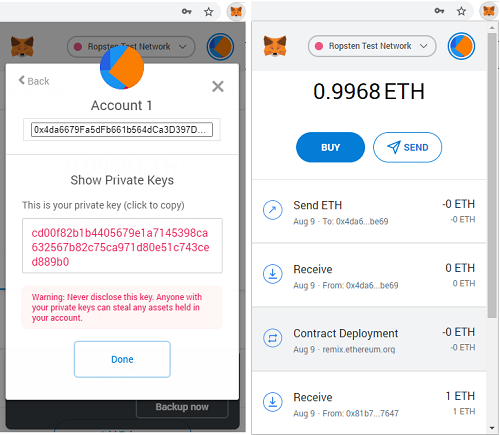 Ropsten Test Network
Back
Account 1
0x4da6679Fa5dFb661b564dCa3D397D...
Show Private Keys
This is your private key (click to copy)
cd00f82b1b4405679e1a7145398ca
632567b82c75ca971d80e51c743ce
d889b0
Warning: Never disclose this key. Anyone with
your private keys can steal any assets held in
your account.
Done
Backup now
Ropsten Test Network
0.9968 ETH
BUY
SEND
Send ETH
-0 ETH
Aug 9 · To: 0x4da6...be69
-0 ETH
Receive
0 ETH
Aug 9 · From: 0x4da6...be69
0 ETH
Contract Deployment
-0 ETH
Aug 9 · remix.ethereum.org
-0 ETH
Receive
1 ETH
Aug 9 · From: 0x81b7...7647
1 ETH